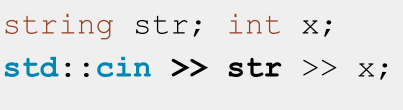 string str; int x;
std::cin >> str >> x;